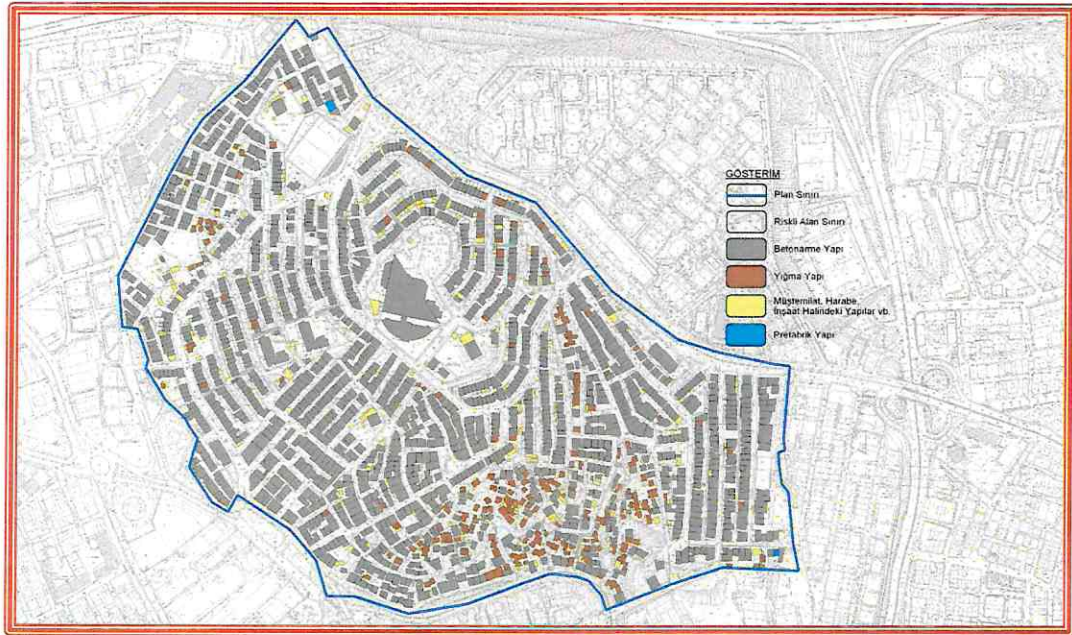 GÖSTERİM
Plan Sınırı
Riskli Alan Sınırı
Betonarme Yapı
Yığma Yapı
Müştemilat, Harabe,
İnşaat Halindeki Yapılar vb.
Prefabrik Yapı